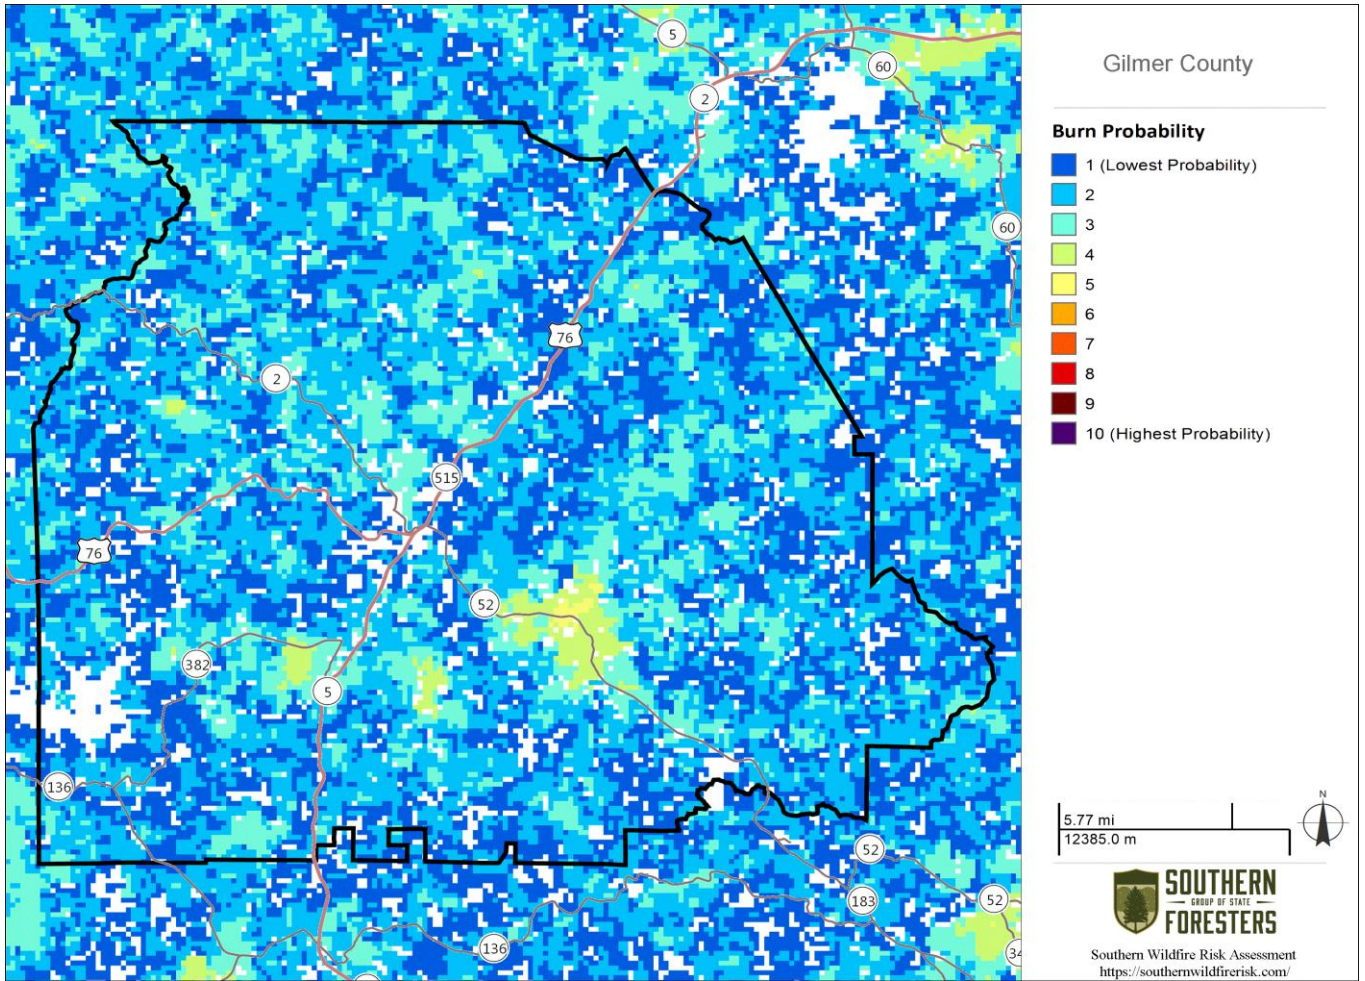 Gilmer County
Burn Probability
1 (Lowest Probability)
2
3
4
5
6
7
8
9
10 (Highest Probability)
5
60
2
60
76
2
515
76
52
382
5
136
52
183
52
136
34
N
5.77 mi
12385.0 m
SOUTHERN
GROUP OF STATE
FORESTERS
Southern Wildfire Risk Assessment
https://southernwildfirerisk.com/